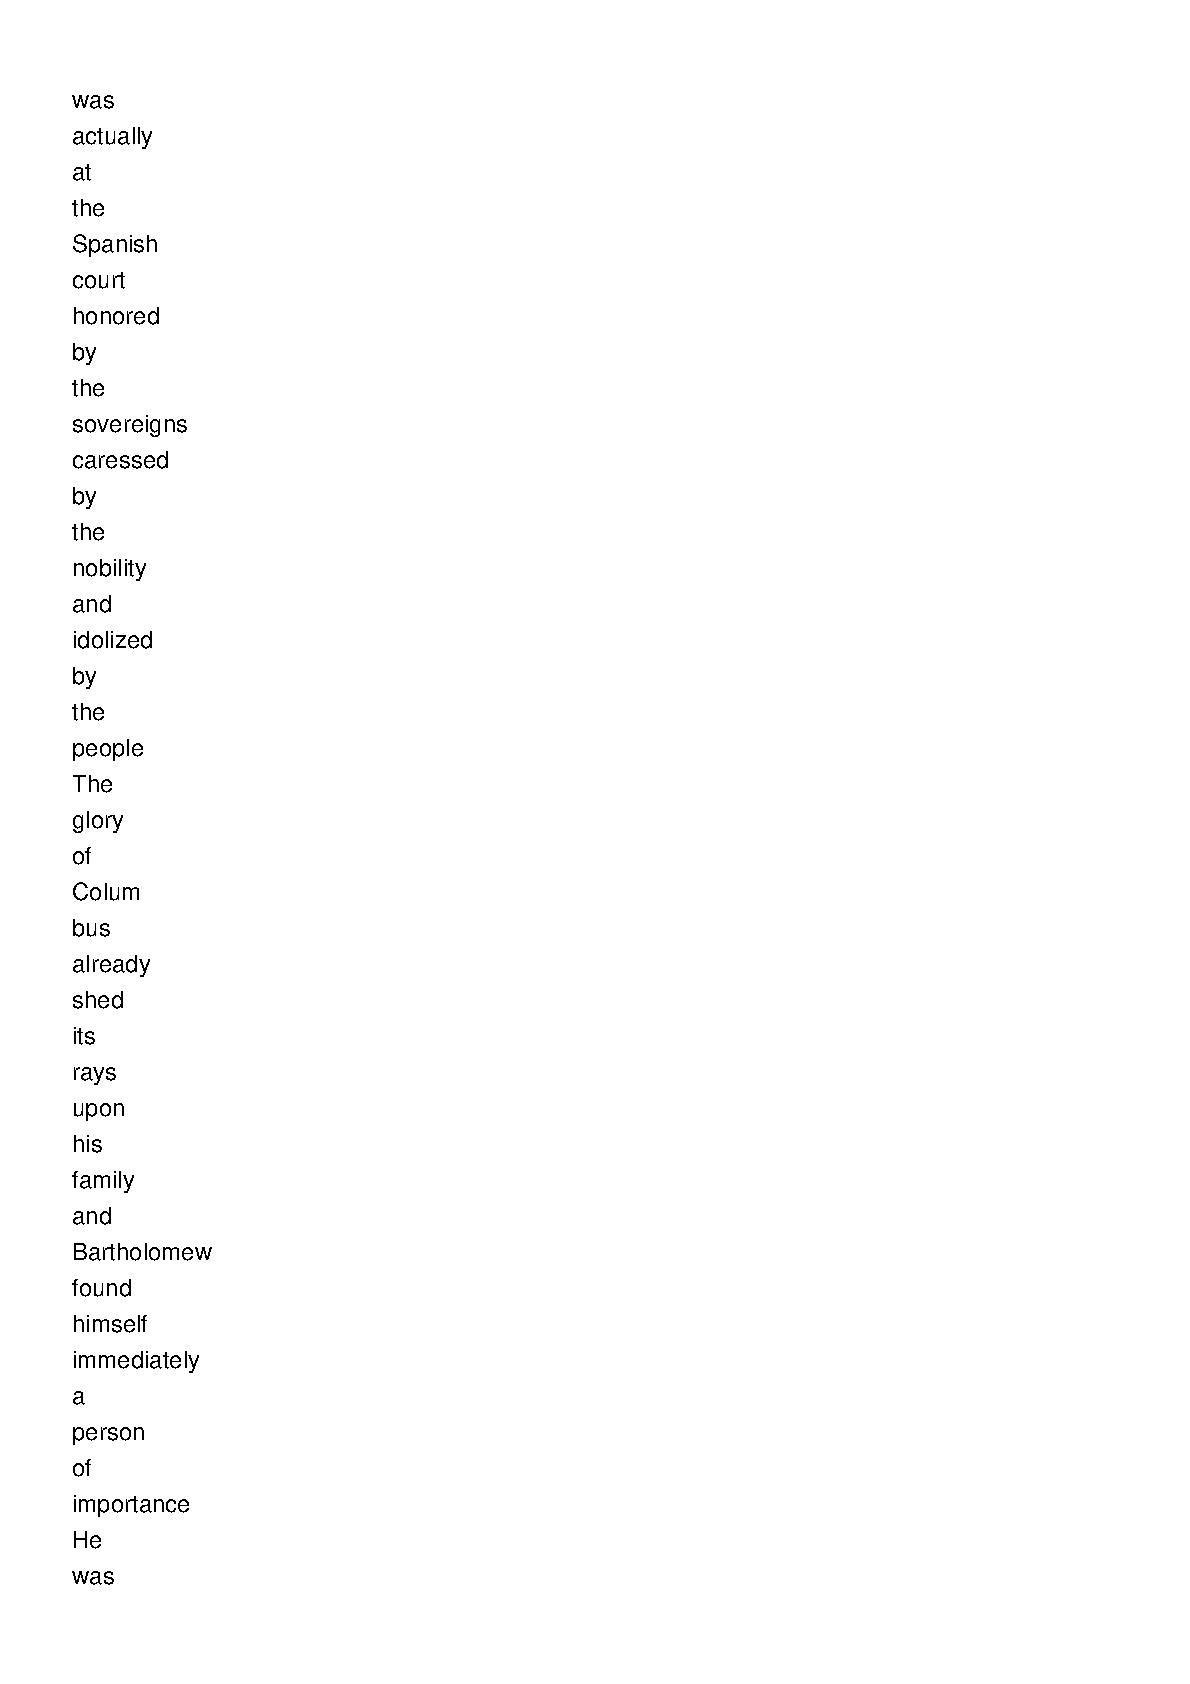 was
actually
at
the
Spanish
court
honored
by
the
sovereigns
caressed
by
the
nobility
and
idolized
by
the
people
The
glory
of
Colum
bus
already
shed
its
rays
upon
his
family
and
Bartholomew
found
himself
immediately
a
person
of
importance
He
was